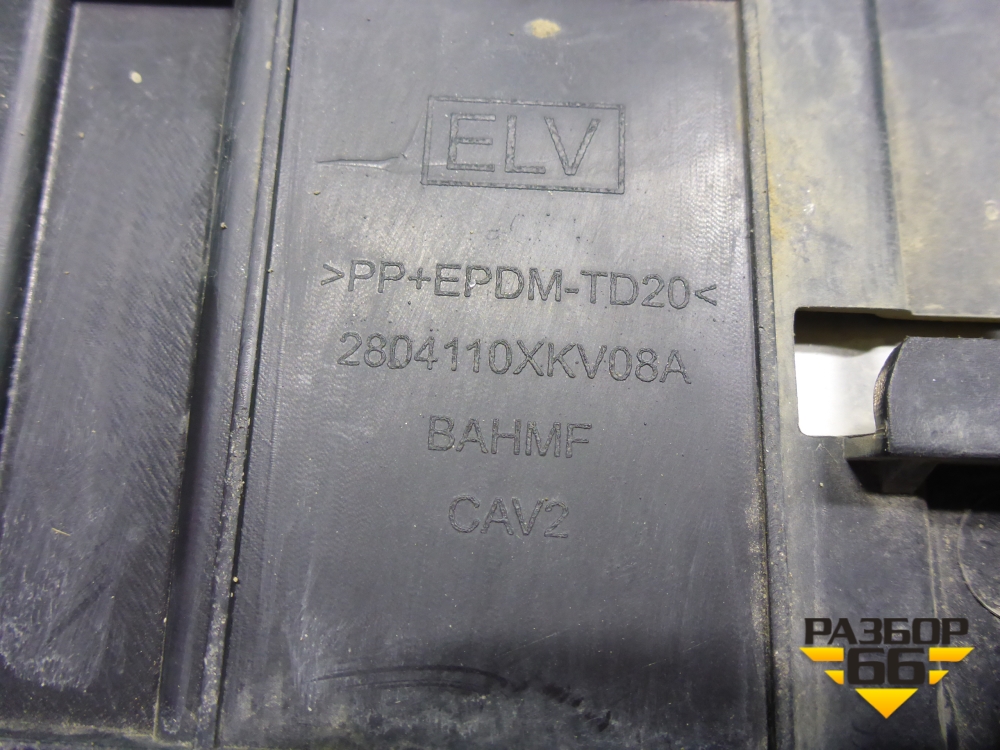 ELV
>PP+EPDM-TD20<
2804110XKV08A
BAHMF
CAV2
РАЗБОР
66